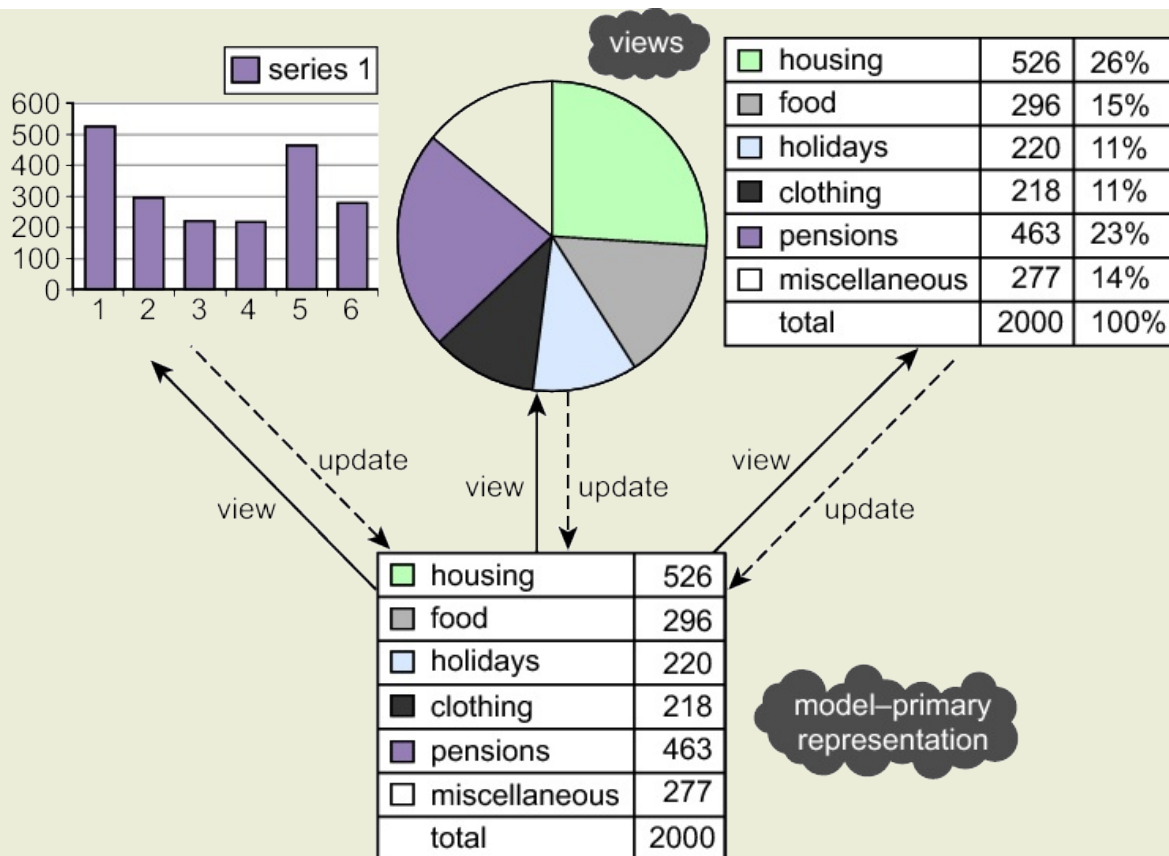 views
series 1
600
500
400
300
200
100
0
1 2 3 4 5 6
housing 526 26%
food 296 15%
holidays 220 11%
clothing 218 11%
pensions 463 23%
miscellaneous 277 14%
total 2000 100%
view
update
view
update
view
update
housing 526
food 296
holidays 220
clothing 218
pensions 463
miscellaneous 277
total 2000
model–primary
representation